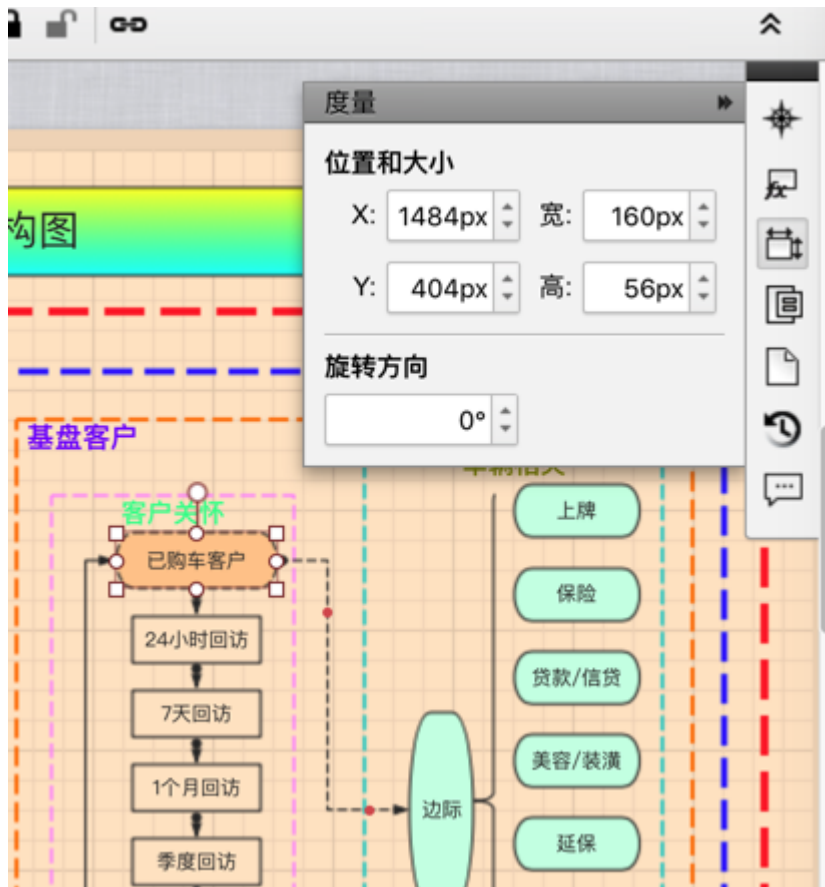 度量
位置和大小
X: 1484px 宽: 160px
Y: 404px 高: 56px
旋转方向
0°
fx
构图
基盘客户
客户关怀
已购车客户
24小时回访
7天回访
1个月回访
季度回访
边际
上牌
保险
贷款/信贷
美容/装潢
延保